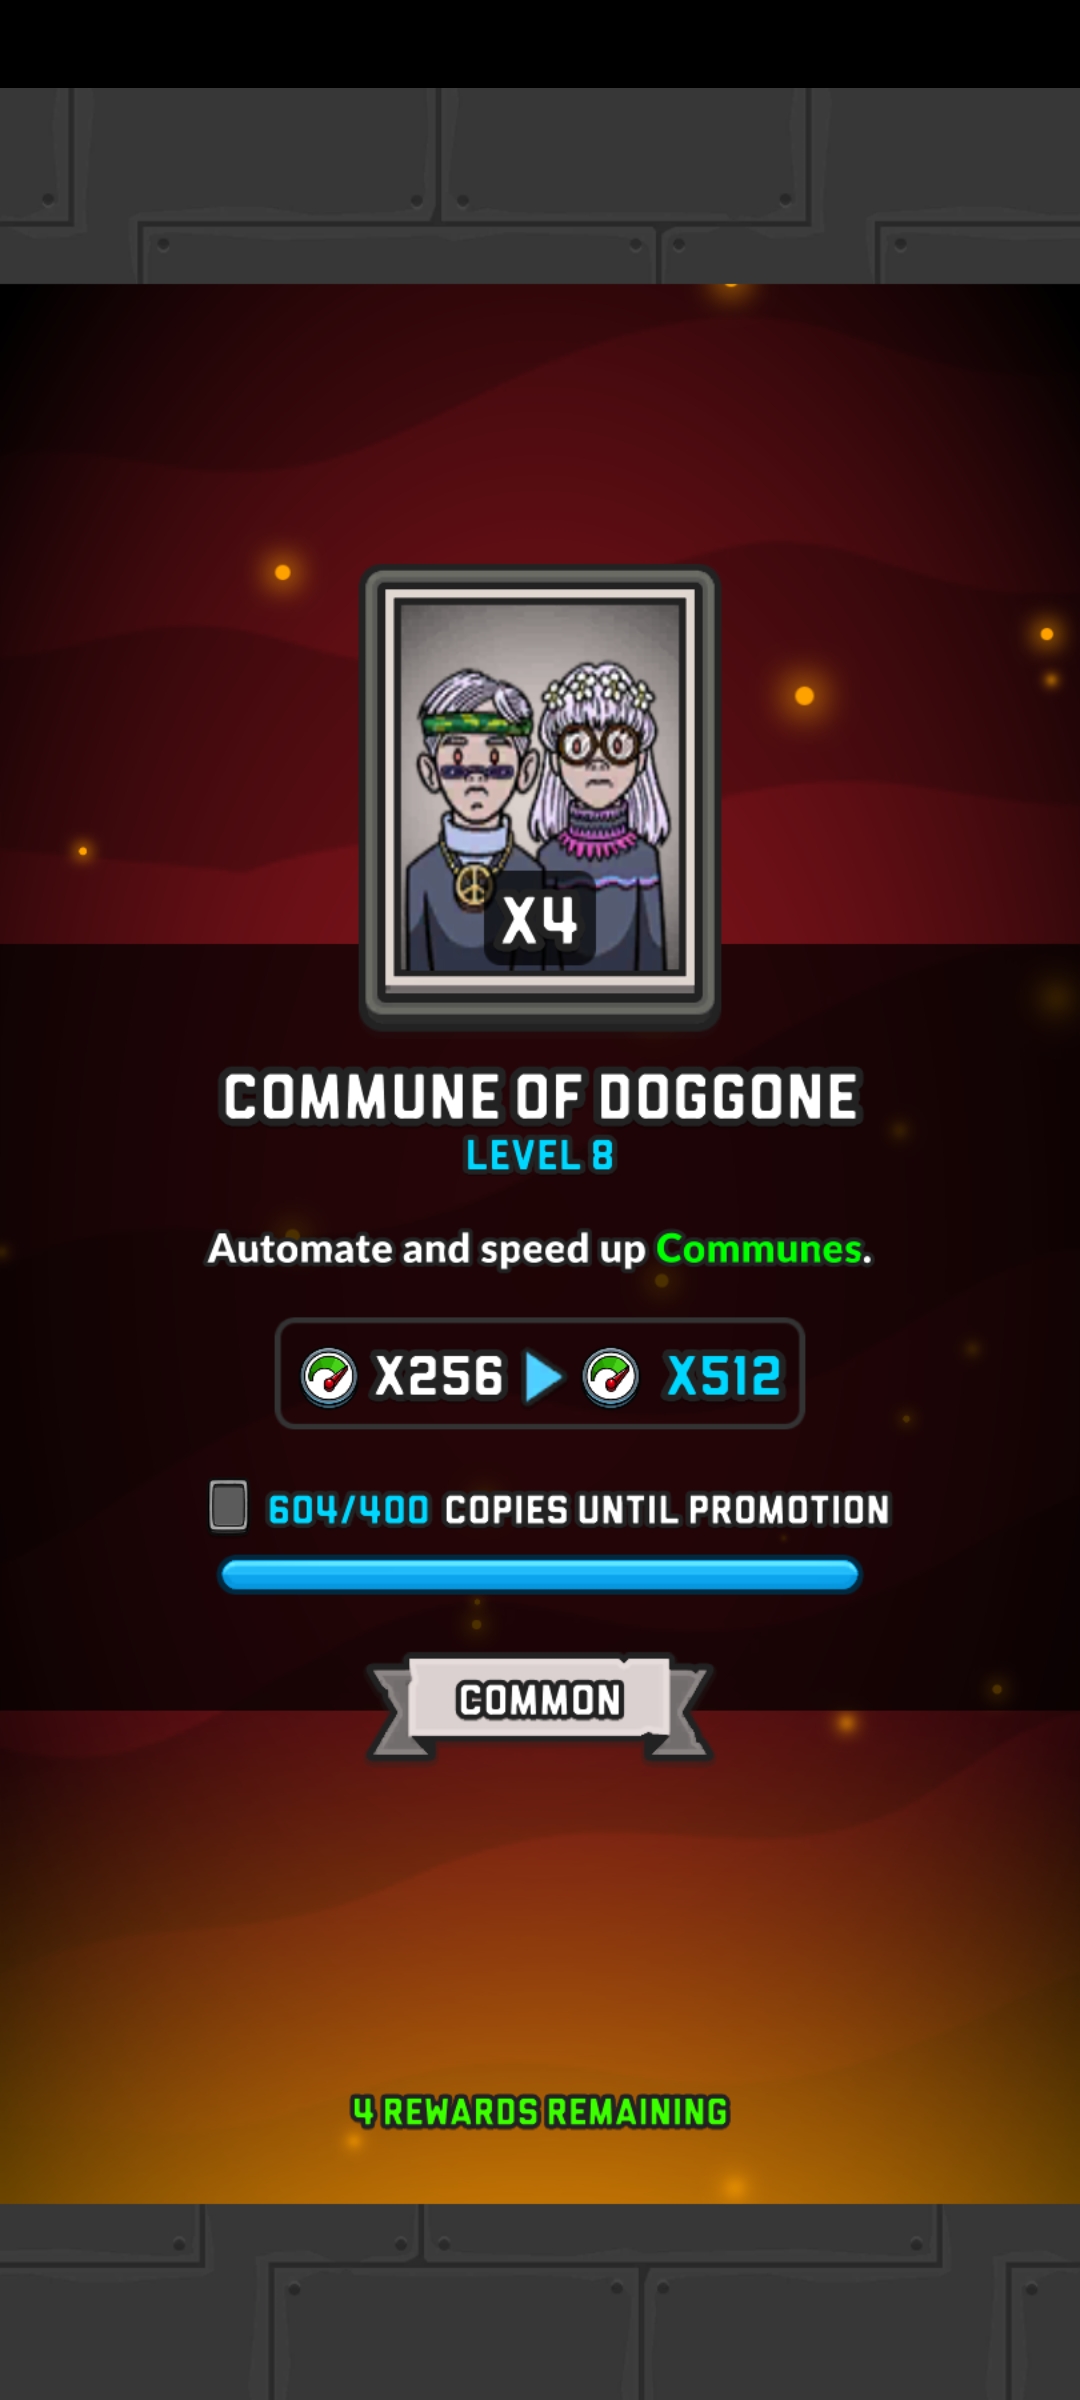 X4
COMMUNE OF DOGGONE
LEVEL 8
Automate and speed up Communes.
X256 X512
604/400 COPIES UNTIL PROMOTION
COMMON
4 REWARDS REMAINING